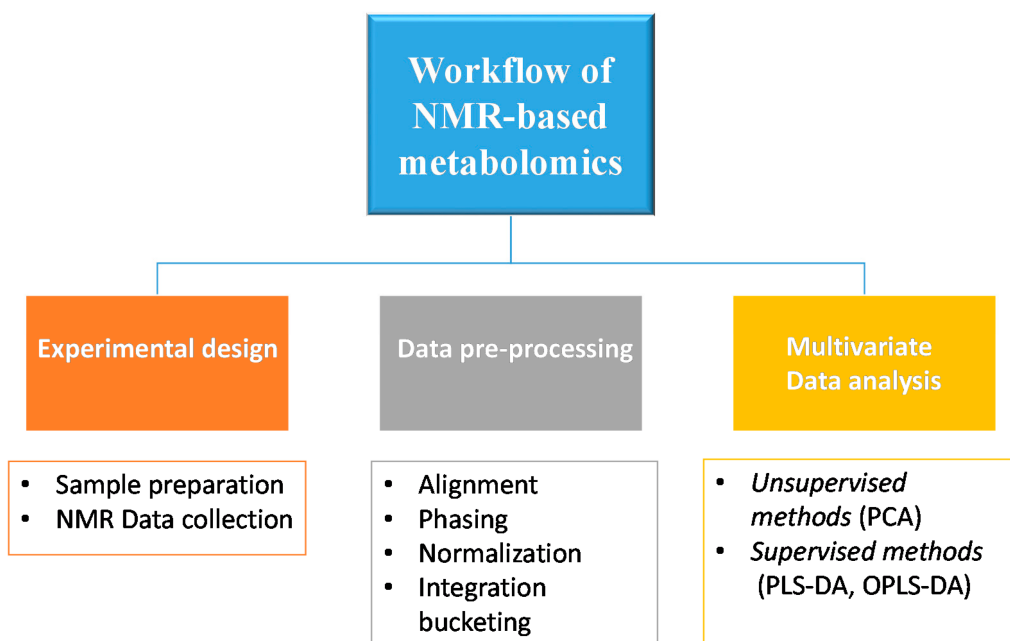 Workflow of
NMR-based
metabolomics
Experimental design
Data pre-processing
Multivariate
Data analysis
• Sample preparation
• NMR Data collection
• Alignment
• Phasing
• Normalization
• Integration
bucketing
• Unsupervised
methods (PCA)
• Supervised methods
(PLS-DA, OPLS-DA)